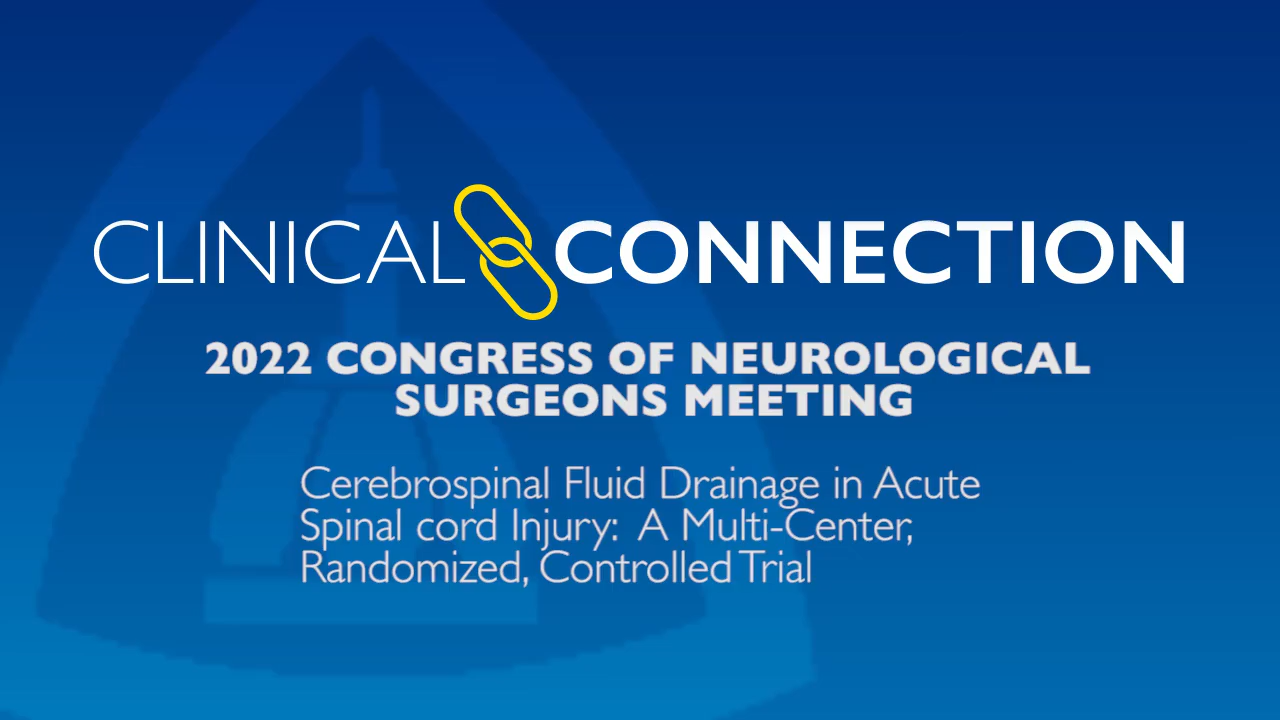 CLINICAL CONNECTION
2022 CONGRESS OF NEUROLOGICAL
SURGEONS MEETING
Cerebrospinal Fluid Drainage in Acute
Spinal cord Injury: A Multi-Center,
Randomized, Controlled Trial